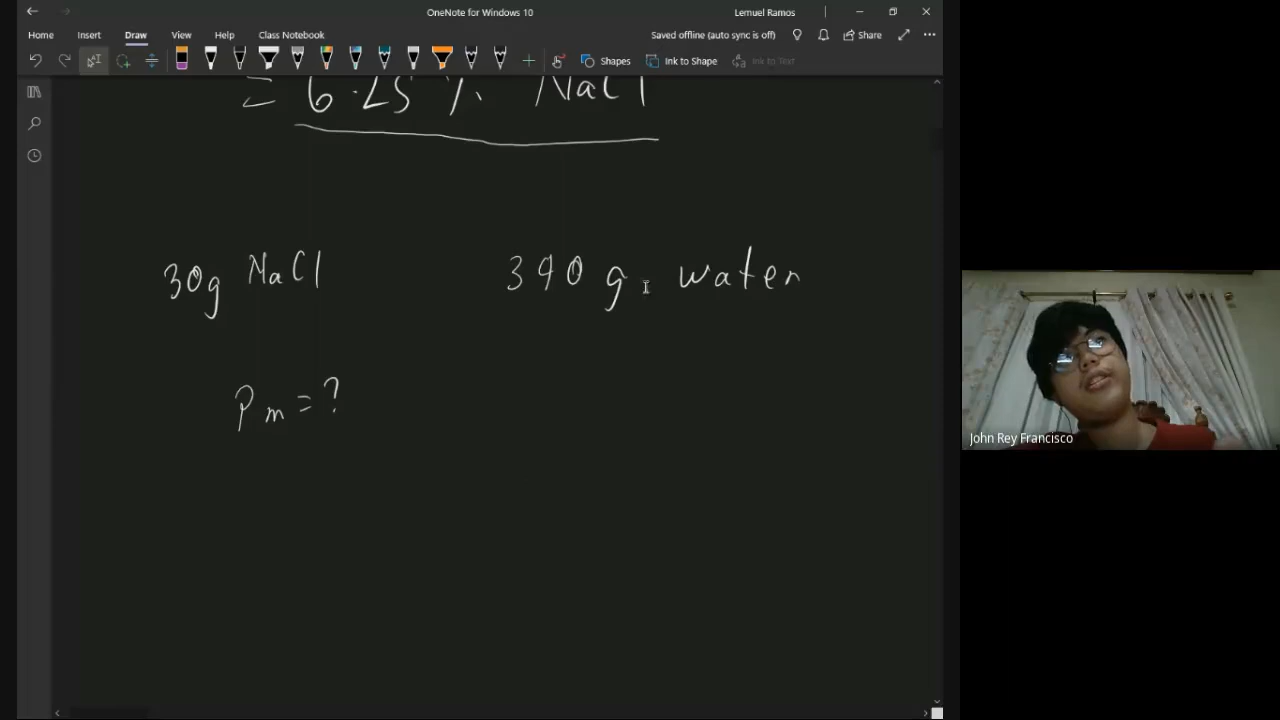 OneNote for Windows 10
Lemuel Ramos
Home Insert Draw View Help Class Notebook
Saved offline (auto sync is off)
Share
Shapes
Ink to Shape
Ink to Text
= 6.25 % NaCl
30g NaCl
390 g. water
Pm = ?
John Rey Francisco